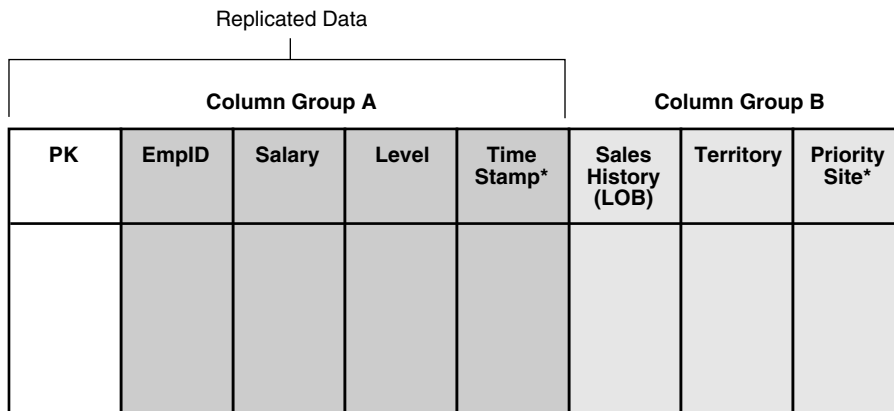 Replicated Data
Column Group A
Column Group B
PK
EmpID
Salary
Level
Time
Stamp*
Sales
History
(LOB)
Territory
Priority
Site*